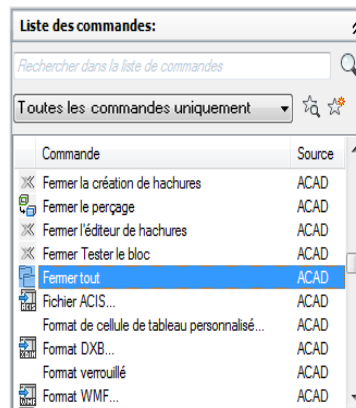 Liste des commandes:
Rechercher dans la liste de commandes
Toutes les commandes uniquement
Commande Source
Fermer la création de hachures ACAD
Fermer le perçage ACAD
Fermer l'éditeur de hachures ACAD
Fermer Tester le bloc ACAD
Fermer tout ACAD
Fichier ACIS... ACAD
Format de cellule de tableau personnalisé... ACAD
Format DXB... ACAD
Format verrouillé ACAD
Format WMF... ACAD